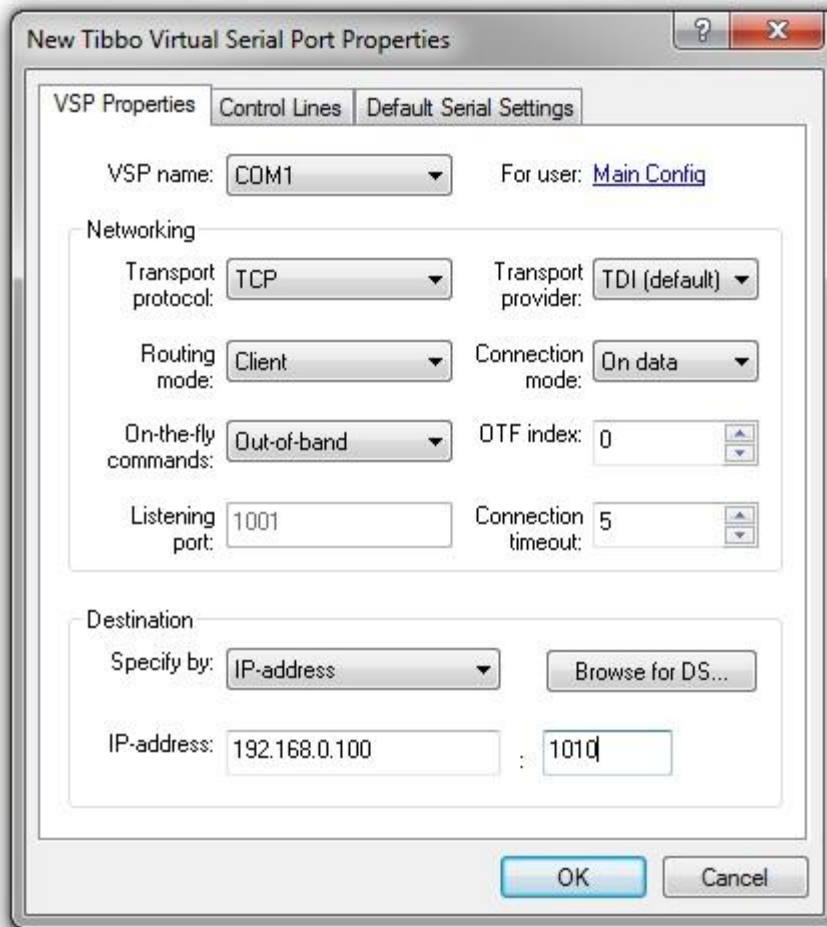 New Tibbo Virtual Serial Port Properties
VSP Properties Control Lines Default Serial Settings
VSP name: COM1 For user: Main Config
Networking
Transport protocol: TCP Transport provider: TDI (default)
Routing mode: Client Connection mode: On data
On-the-fly commands: Out-of-band OTF index: 0
Listening port: 1001 Connection timeout: 5
Destination
Specify by: IP-address Browse for DS...
IP-address: 192.168.0.100 : 1010
OK Cancel